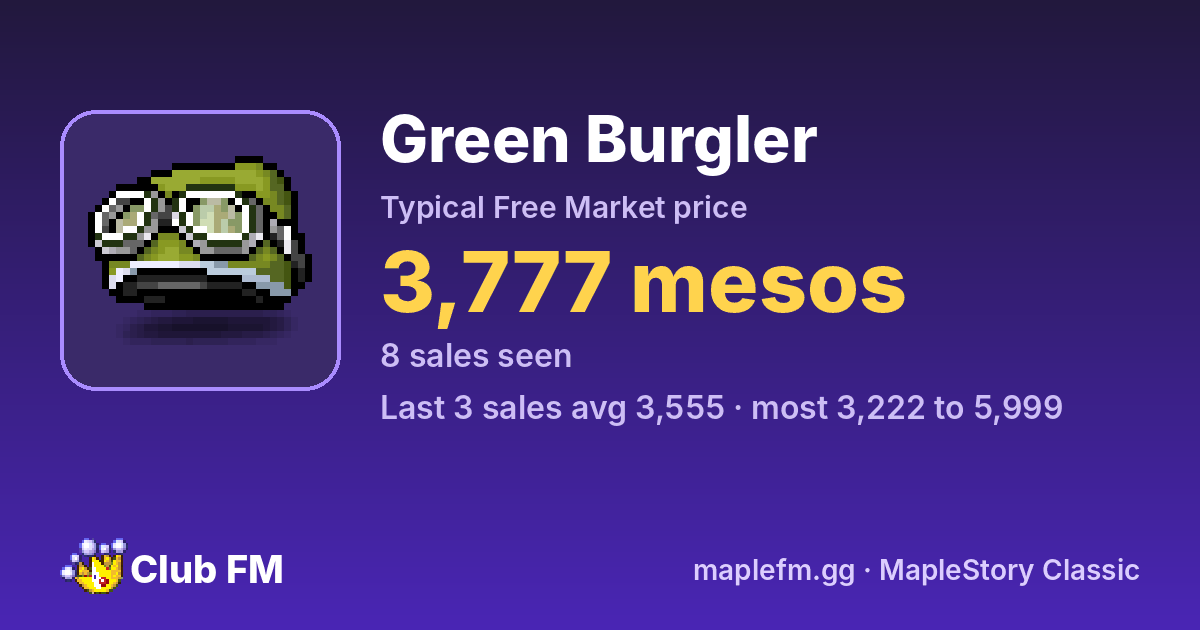 Green Burgler
Typical Free Market price
3,777 mesos
8 sales seen
Last 3 sales avg 3,555 · most 3,222 to 5,999
Club FM
maplefm.gg · MapleStory Classic